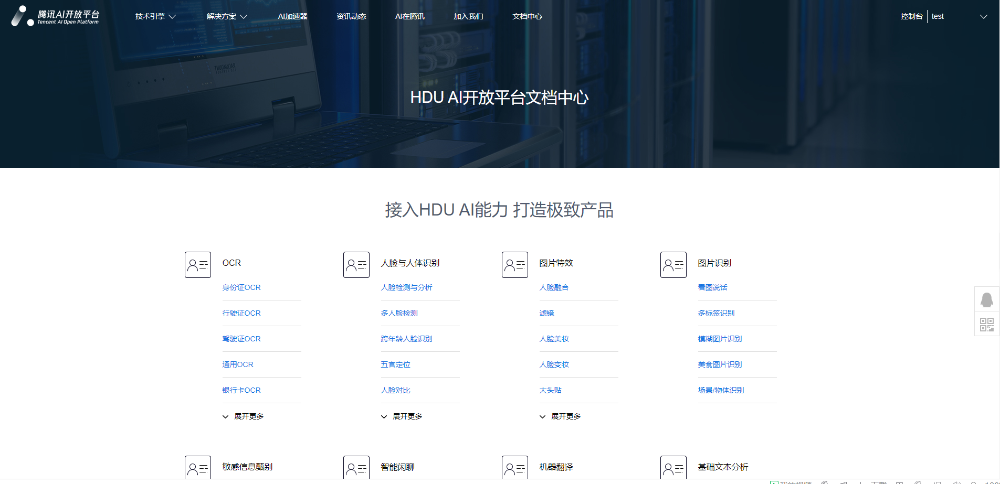 腾讯AI开放平台
Tencent AI Open Platform
技术引擎 解决方案 AI加速器 资讯动态 AI在腾讯 加入我们 文档中心 控制台 test
HDU AI开放平台文档中心
接入HDU AI能力 打造极致产品
OCR
身份证OCR
行驶证OCR
驾驶证OCR
通用OCR
银行卡OCR
展开更多
人脸与人体识别
人脸检测与分析
多人脸检测
跨年龄人脸识别
五官定位
人脸对比
展开更多
图片特效
人脸融合
滤镜
人脸美妆
人脸变妆
大头贴
展开更多
图片识别
看图说话
多标签识别
模糊图片识别
美食图片识别
场景/物体识别
敏感信息甄别
智能闲聊
机器翻译
基础文本分析